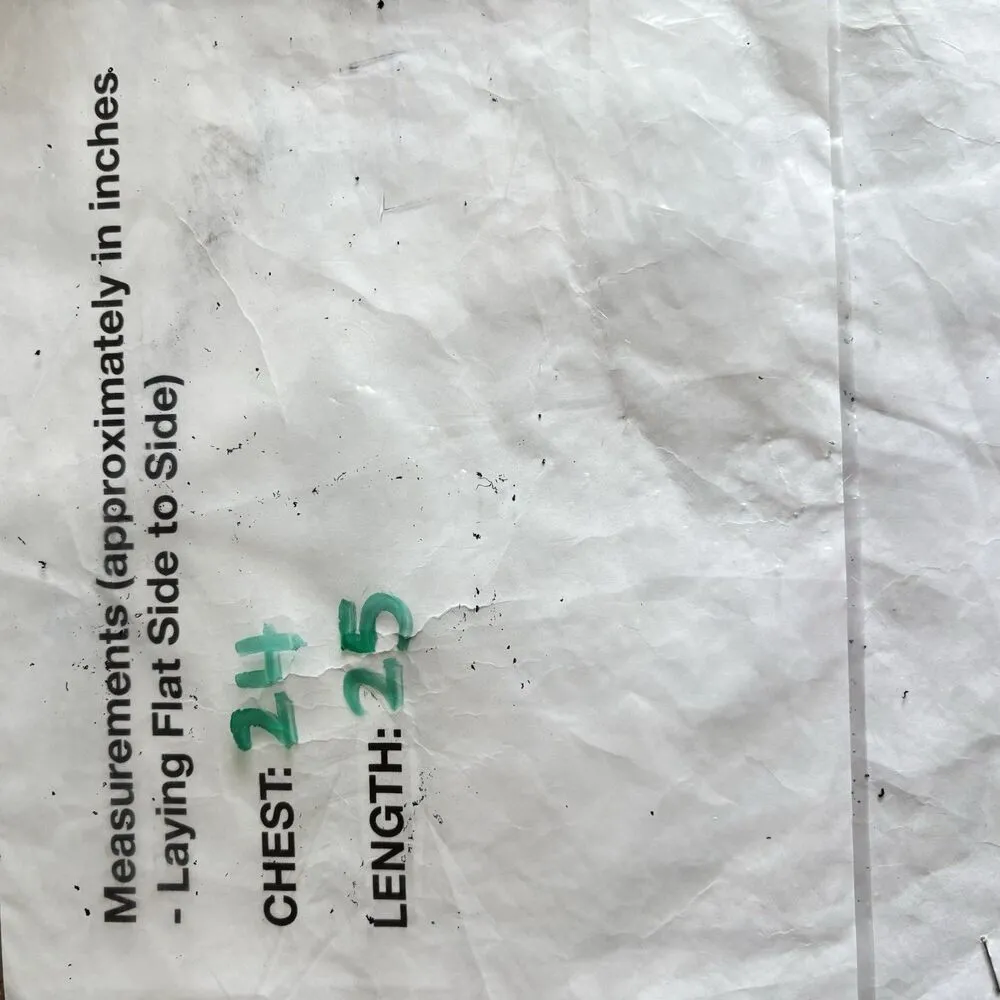 Measurements (approximately in inches.
- Laying Flat Side to Side)
CHEST: 24
LENGTH: 25